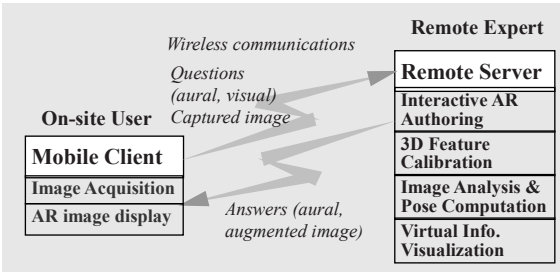 Remote Expert
Wireless communications
Questions
(aural, visual)
Captured image
Remote Server
Interactive AR
Authoring
3D Feature
Calibration
Image Analysis &
Pose Computation
Virtual Info.
Visualization
On-site User
Mobile Client
Image Acquisition
AR image display
Answers (aural,
augmented image)